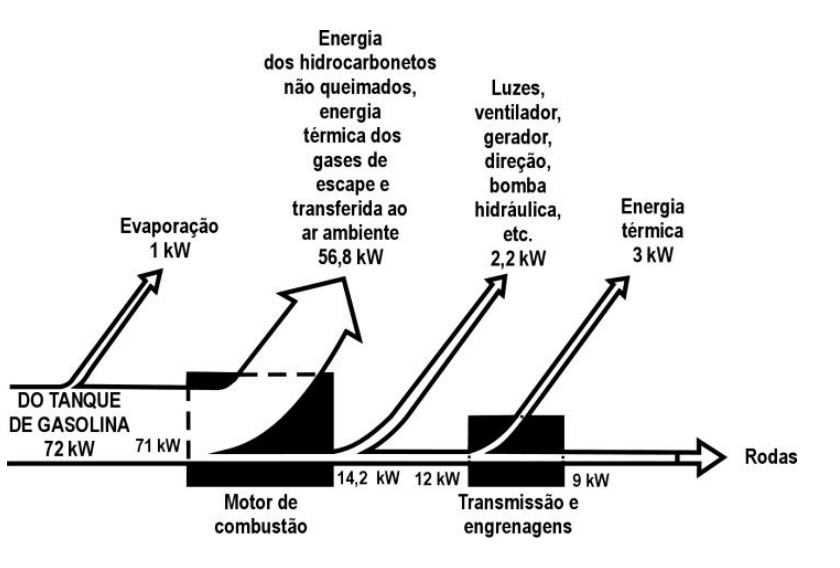 Energia
dos hidrocarbonetos
não queimados,
energia
térmica dos
gases de
escape e
transferida ao
ar ambiente
56,8 kW
Luzes,
ventilador,
gerador,
direção,
bomba
hidráulica,
etc.
2,2 kW
Evaporação
1 kW
Energia
térmica
3 kW
DO TANQUE
DE GASOLINA
72 kW
71 kW
14,2 kW
12 kW
9 kW
Rodas
Motor de
combustão
Transmissão e
engrenagens